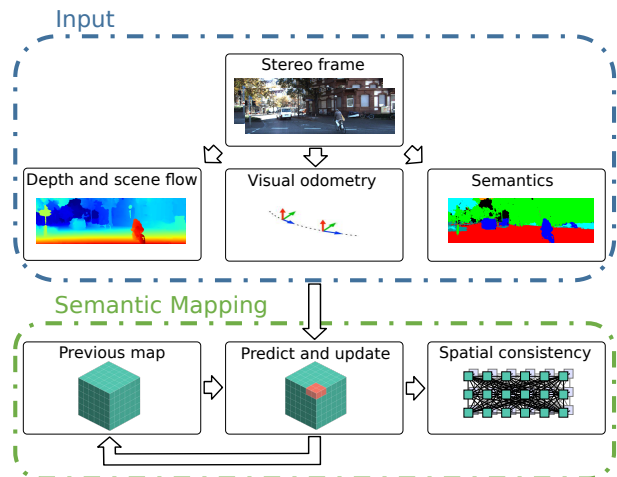 Input
Stereo frame
Depth and scene flow
Visual odometry
Semantics
Semantic Mapping
Previous map
Predict and update
Spatial consistency